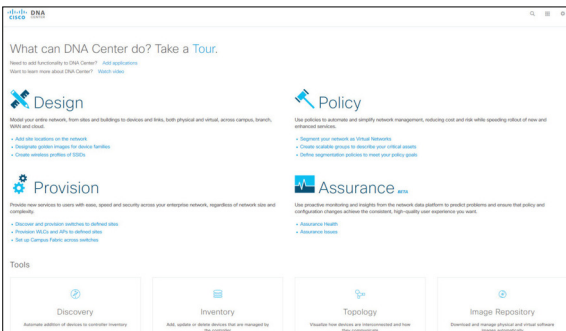 CISCO DNA CENTER
What can DNA Center do? Take a Tour.
Need to add functionality to DNA Center? Add applications
Want to learn more about DNA Center? Watch video
Design
Model your entire network, from sites and buildings to devices and links, both physical and virtual, across campus, branch,
WAN and cloud.
Add site locations on the network
Designate golden images for device families
Create wireless profiles of SSIDs
Policy
Use policies to automate and simplify network management, reducing cost and risk while speeding rollout of new and
enhanced services.
Segment your network as Virtual Networks
Create scalable groups to describe your critical assets
Define segmentation policies to meet your policy goals
Provision
Provide new services to users with ease, speed and security across your enterprise network, regardless of network size and
complexity.
Discover and provision switches to defined sites
Provision WLCs and APs to defined sites
Set up Campus Fabric across switches
Assurance BETA
Use proactive monitoring and insights from the network data platform to predict problems and ensure that policy and
configuration changes achieve the consistent, high-quality user experience you want.
Assurance Health
Assurance Issues
Tools
Discovery
Automate addition of devices to controller inventory
Inventory
Add, update or delete devices that are managed by
the controller
Topology
Visualize how devices are interconnected and how
they communicate
Image Repository
Download and manage physical and virtual software
images automatically